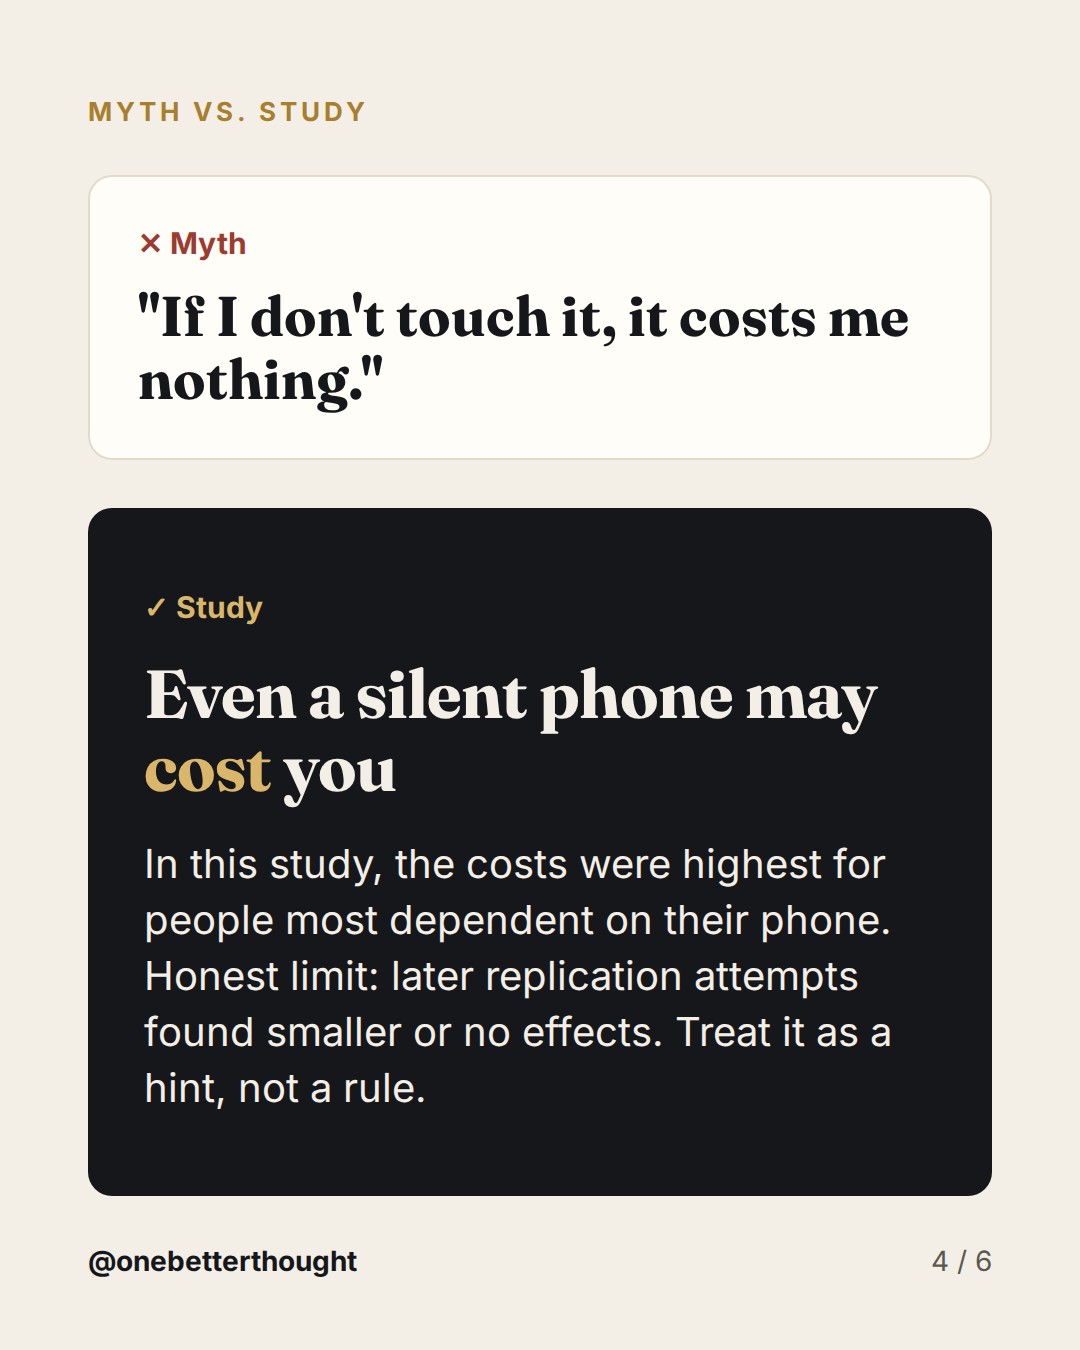 MYTH VS. STUDY
✕ Myth
"If I don't touch it, it costs me
nothing."
✓ Study
Even a silent phone may
cost you
In this study, the costs were highest for
people most dependent on their phone.
Honest limit: later replication attempts
found smaller or no effects. Treat it as a
hint, not a rule.
@onebetterthought
4 / 6